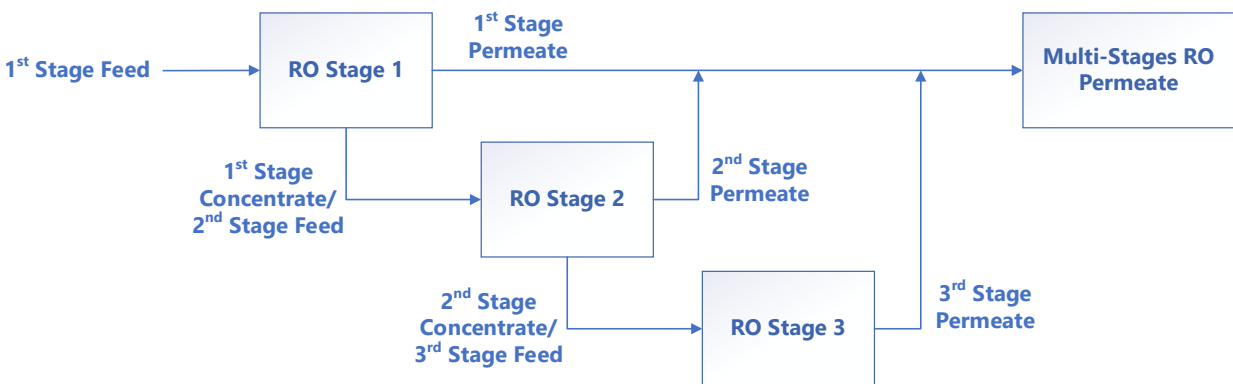 1st Stage
Permeate
1st Stage Feed
RO Stage 1
Multi-Stages RO
Permeate
1st Stage
Concentrate/
2nd Stage Feed
RO Stage 2
2nd Stage
Permeate
2nd Stage
Concentrate/
3rd Stage Feed
RO Stage 3
3rd Stage
Permeate